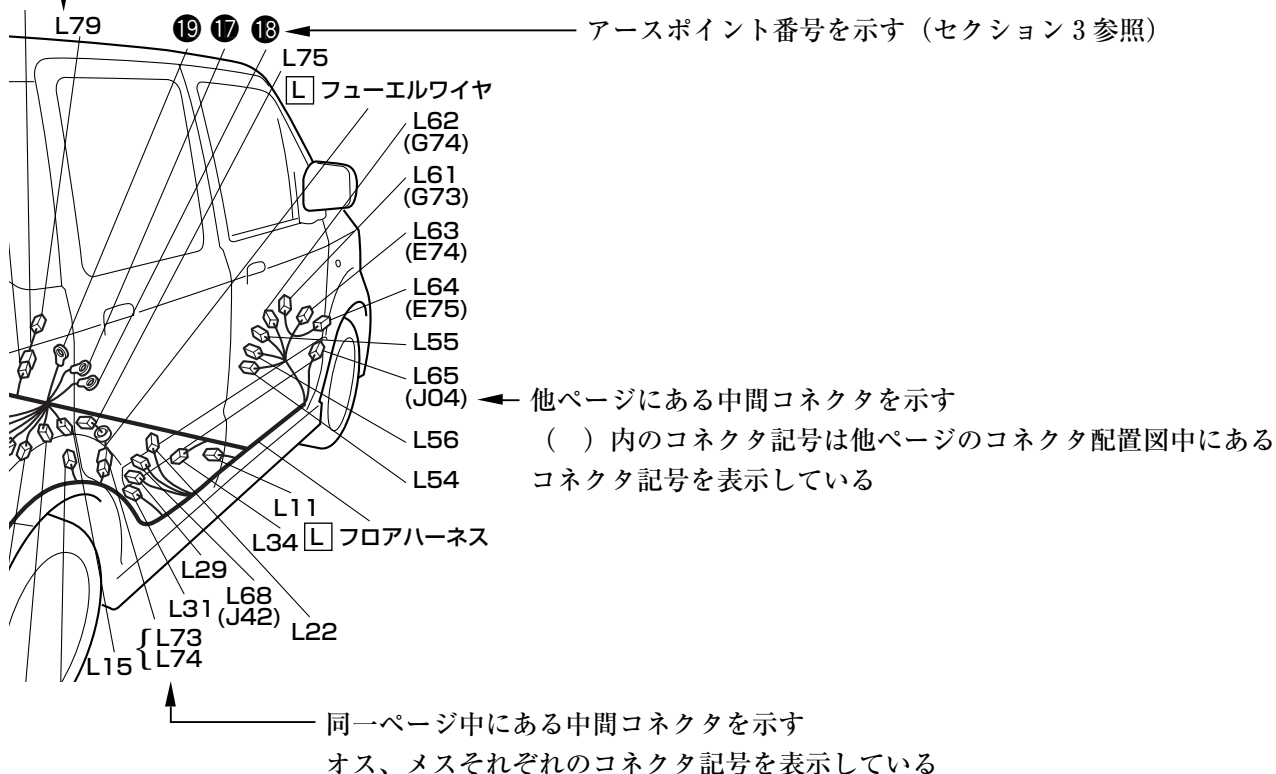 L79
⓳ ⓱ ⓲
アースポイント番号を示す（セクション３参照）
L75
L フューエルワイヤ
L62
(G74)
L61
(G73)
L63
(E74)
L64
(E75)
L55
L65
(J04)
他ページにある中間コネクタを示す
（　）内のコネクタ記号は他ページのコネクタ配置図中にある
コネクタ記号を表示している
L56
L54
L11
L34
L フロアハーネス
L29
L31
L68
(J42)
L22
L15
{L73
{L74
同一ページ中にある中間コネクタを示す
オス、メスそれぞれのコネクタ記号を表示している